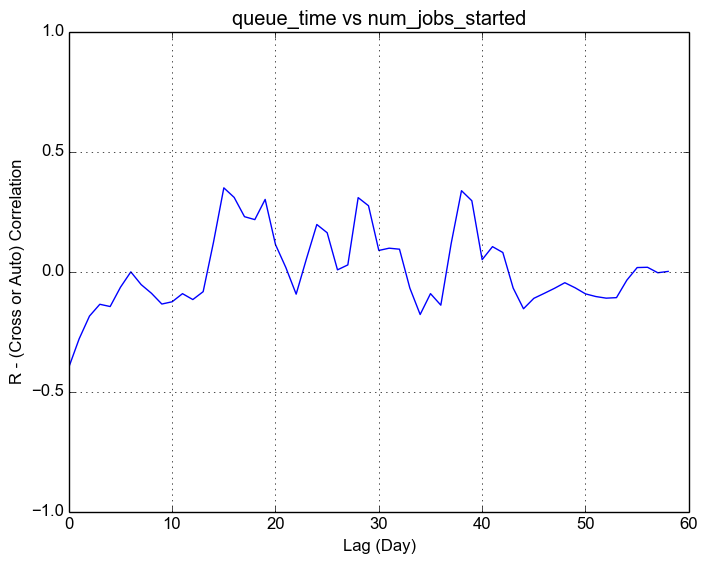 queue_time vs num_jobs_started
1.0
0.5
0.0
−0.5
−1.0
R - (Cross or Auto) Correlation
0 10 20 30 40 50 60
Lag (Day)